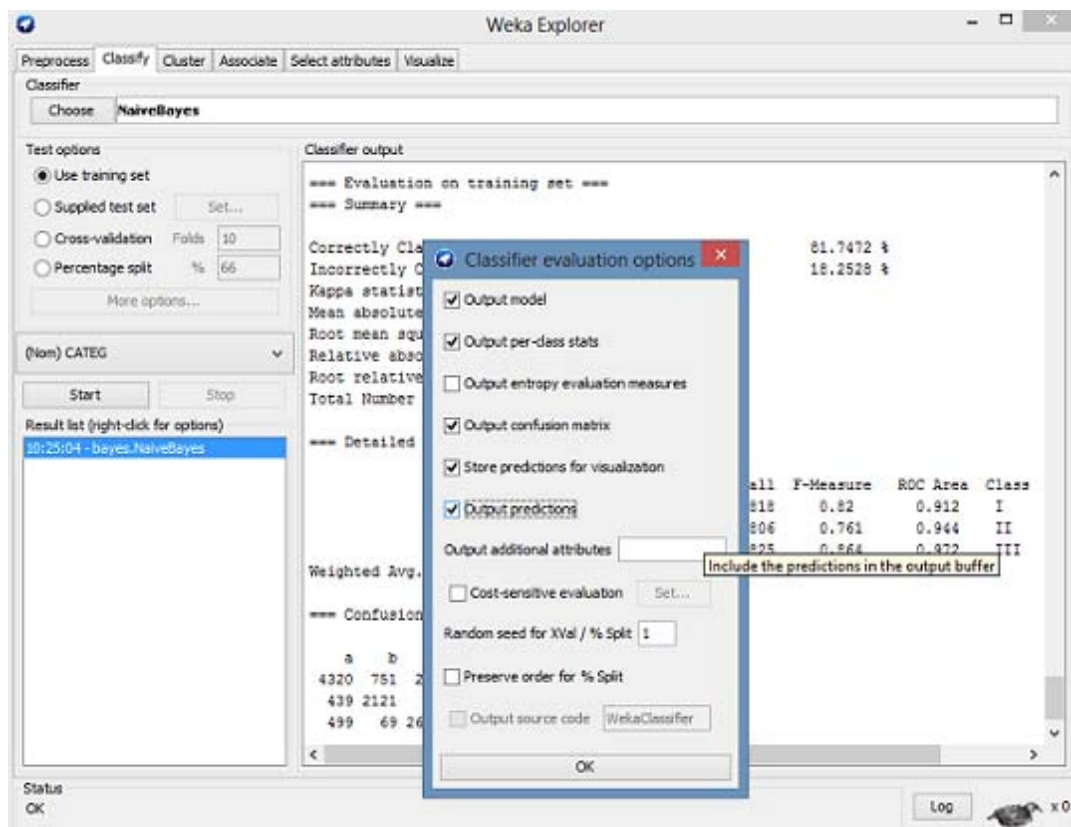 Weka Explorer
Preprocess Classify Cluster Associate Select attributes Visualize
Classifier
Choose NaiveBayes
Test options
Use training set
Supplied test set Set...
Cross-validation Folds 10
Percentage split % 66
More options...
(Nom) CATEG
Start Stop
Result list (right-click for options)
10:25:04 - bayes.NaiveBayes
Classifier output
=== Evaluation on training set ===
=== Summary ===
Correctly Cla 81.7472 %
Incorrectly C 18.2528 %
Kappa statist
Mean absolute
Root mean squ
Relative abso
Root relative
Total Number
=== Detailed
all F-Measure ROC Area Class
818 0.82 0.912 I
806 0.761 0.944 II
825 0.864 0.972 III
Weighted Avg.
=== Confusion
a b
4320 751 2
439 2121
499 69 26
Classifier evaluation options
Output model
Output per-class stats
Output entropy evaluation measures
Output confusion matrix
Store predictions for visualization
Output predictions
Output additional attributes
Include the predictions in the output buffer
Cost-sensitive evaluation Set...
Random seed for XVal / % Split 1
Preserve order for % Split
Output source code WekaClassifier
OK
Status
OK
Log x 0